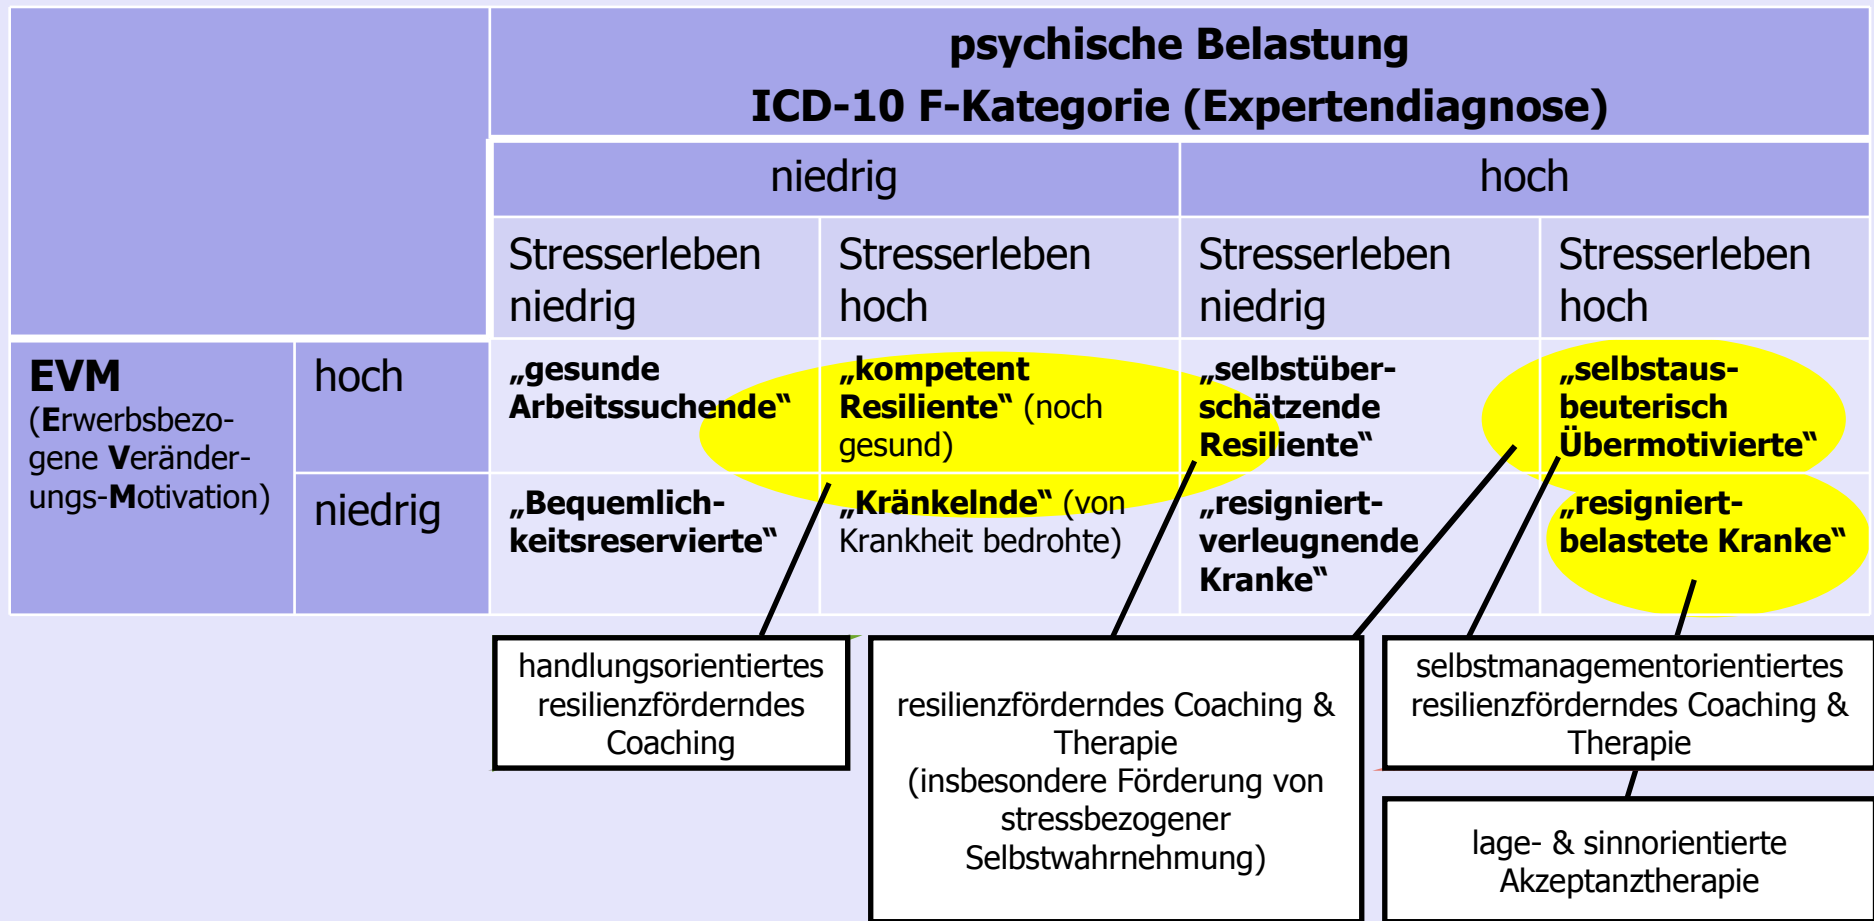 psychische Belastung
ICD-10 F-Kategorie (Expertendiagnose)
niedrig
hoch
Stresserleben
niedrig
Stresserleben
hoch
Stresserleben
niedrig
Stresserleben
hoch
EVM
(Erwerbsbezo-
gene Veränder-
ungs-Motivation)
hoch
„gesunde
Arbeitssuchende“
„kompetent
Resiliente“ (noch
gesund)
„selbstüber-
schätzende
Resiliente“
„selbstaus-
beuterisch
Übermotivierte“
niedrig
„Bequemlich-
keitsreservierte“
„Kränkelnde“ (von
Krankheit bedrohte)
„resigniert-
verleugnende
Kranke“
„resigniert-
belastete Kranke“
handlungsorientiertes
resilienzförderndes
Coaching
resilienzförderndes Coaching &
Therapie
(insbesondere Förderung von
stressbezogener
Selbstwahrnehmung)
selbstmanagementorientiertes
resilienzförderndes Coaching &
Therapie
lage- & sinnorientierte
Akzeptanztherapie